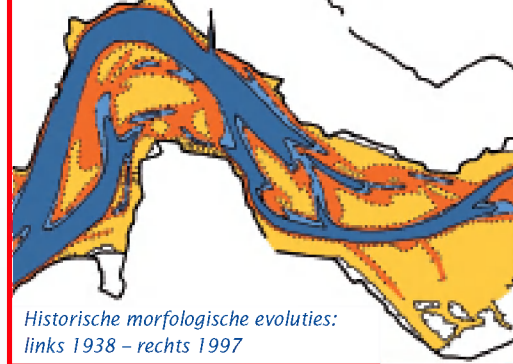 Historische morfologische evoluties:
links 1938 – rechts 1997